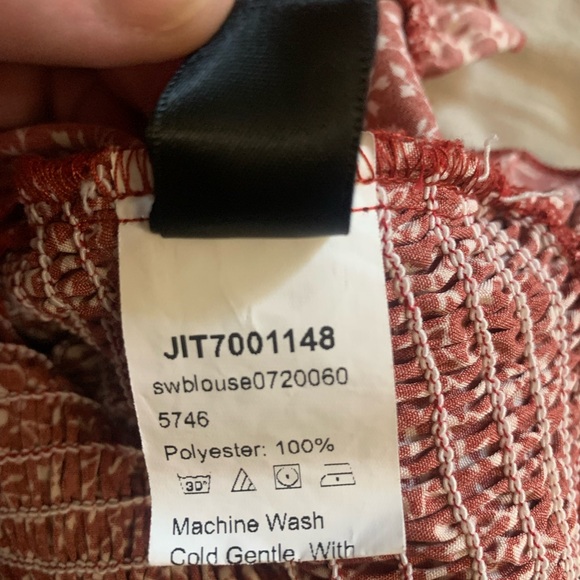 JIT7001148
swblouse0720060
5746
Polyester: 100%
30°
Machine Wash
Cold Gentle, With